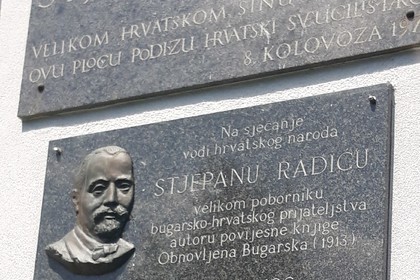 VELIKOM HRVATSKOM SINU
OVU PLOČU PODIŽU HRVATSKI SVEUČILIŠTARCI
8. KOLOVOZA
Na sjećanje
vođi hrvatskog naroda
STJEPANU RADIĆU
velikom poborniku
bugarsko-hrvatskog prijateljstva
autoru povijesne knjige
Obnovljena Bugarska (1913.)